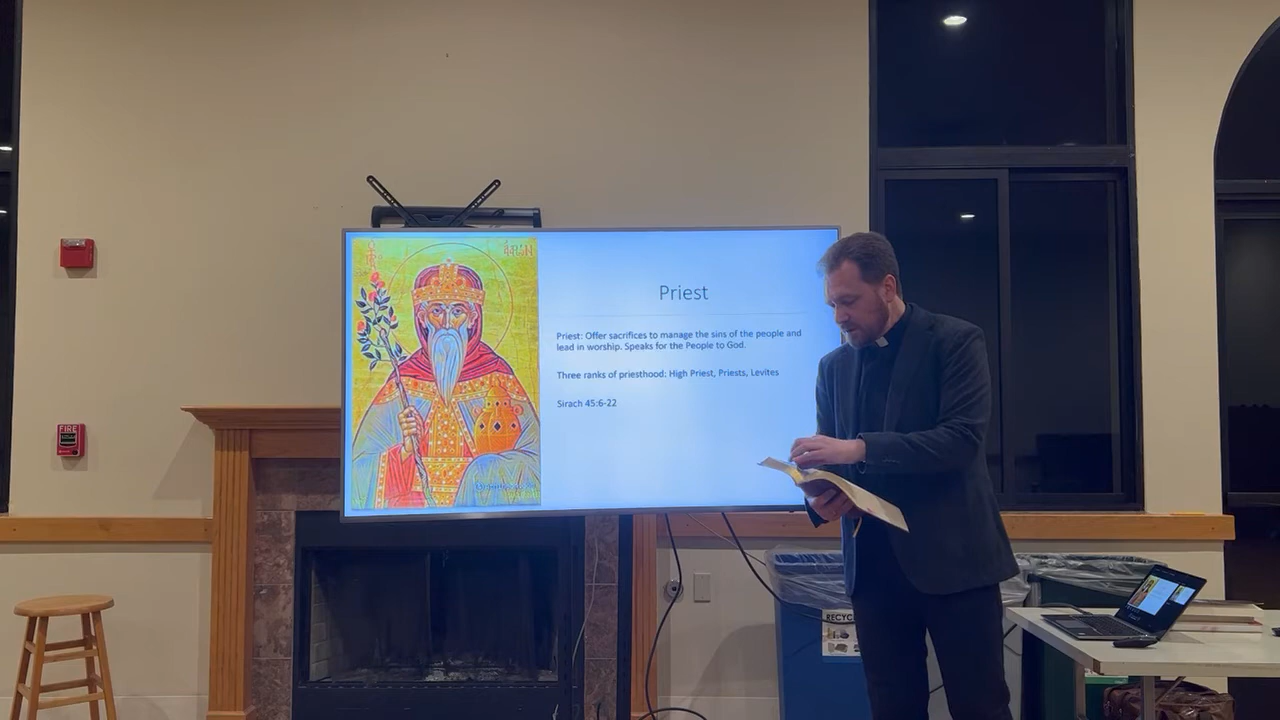 Priest
Priest: Offer sacrifices to manage the sins of the people and
lead in worship. Speaks for the People to God.
Three ranks of priesthood: High Priest, Priests, Levites
Sirach 45:6-22
FIRE
RECYC